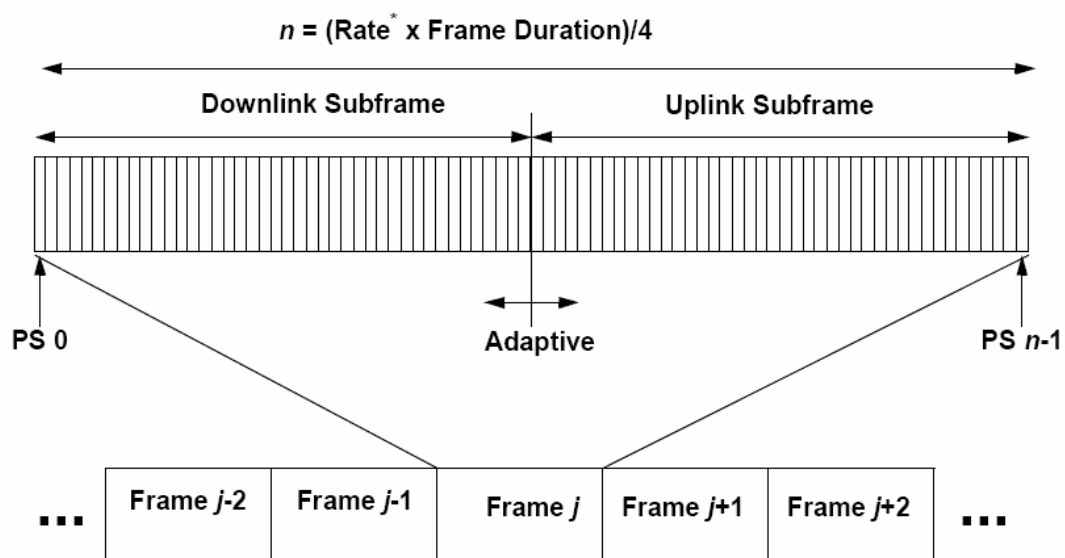 n = (Rate* x Frame Duration)/4
Downlink Subframe
Uplink Subframe
PS 0
Adaptive
PS n-1
... Frame j-2 Frame j-1 Frame j Frame j+1 Frame j+2 ...